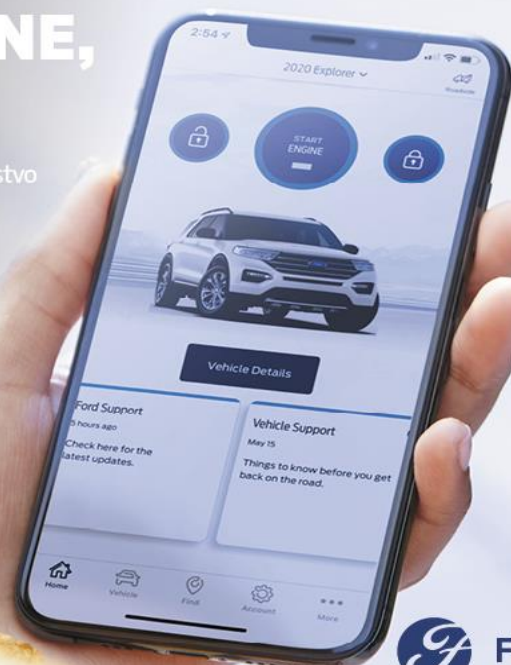 NE,
stvo
2:54
2020 Explorer
Roadside
START
ENGINE
Vehicle Details
Ford Support
5 hours ago
Check here for the
latest updates.
Vehicle Support
May 15
Things to know before you get
back on the road.
Home
Vehicle
Find
Account
More
F